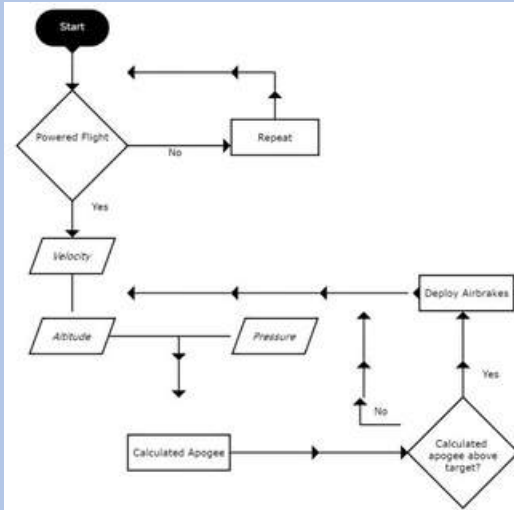 Start
Powered Flight
Repeat
No
Yes
Velocity
Deploy Airbrakes
Altitude
Pressure
Yes
No
Calculated Apogee
Calculated
apogee above
target?